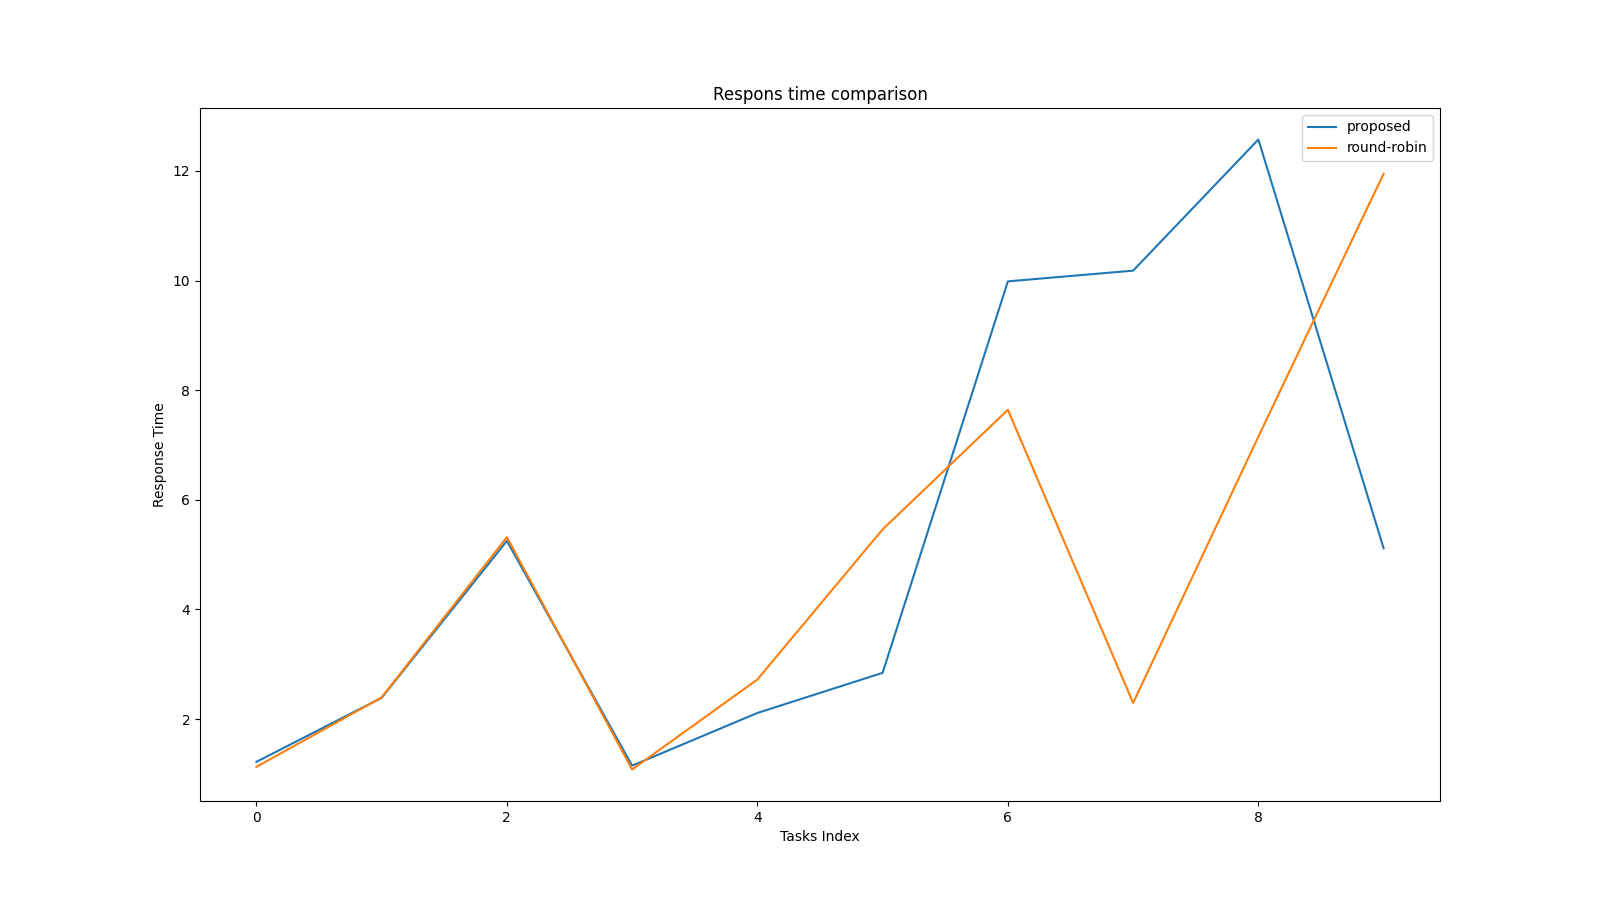 Respons time comparison
proposed
round-robin
12
10
8
6
4
2
Response Time
0 2 4 6 8
Tasks Index